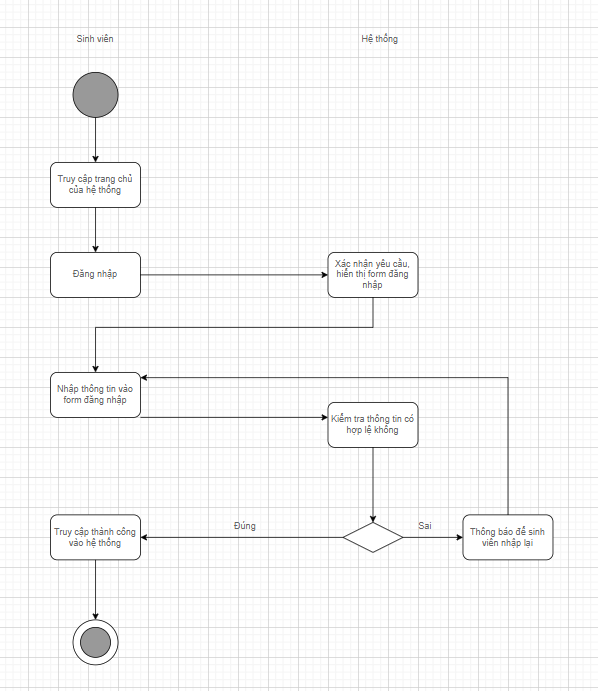 Sinh viên
Hệ thống
Truy cập trang chủ
của hệ thống
Đăng nhập
Xác nhận yêu cầu,
hiển thị form đăng
nhập
Nhập thông tin vào
form đăng nhập
Kiểm tra thông tin có
hợp lệ không
Đúng
Sai
Truy cập thành công
vào hệ thống
Thông báo để sinh
viên nhập lại